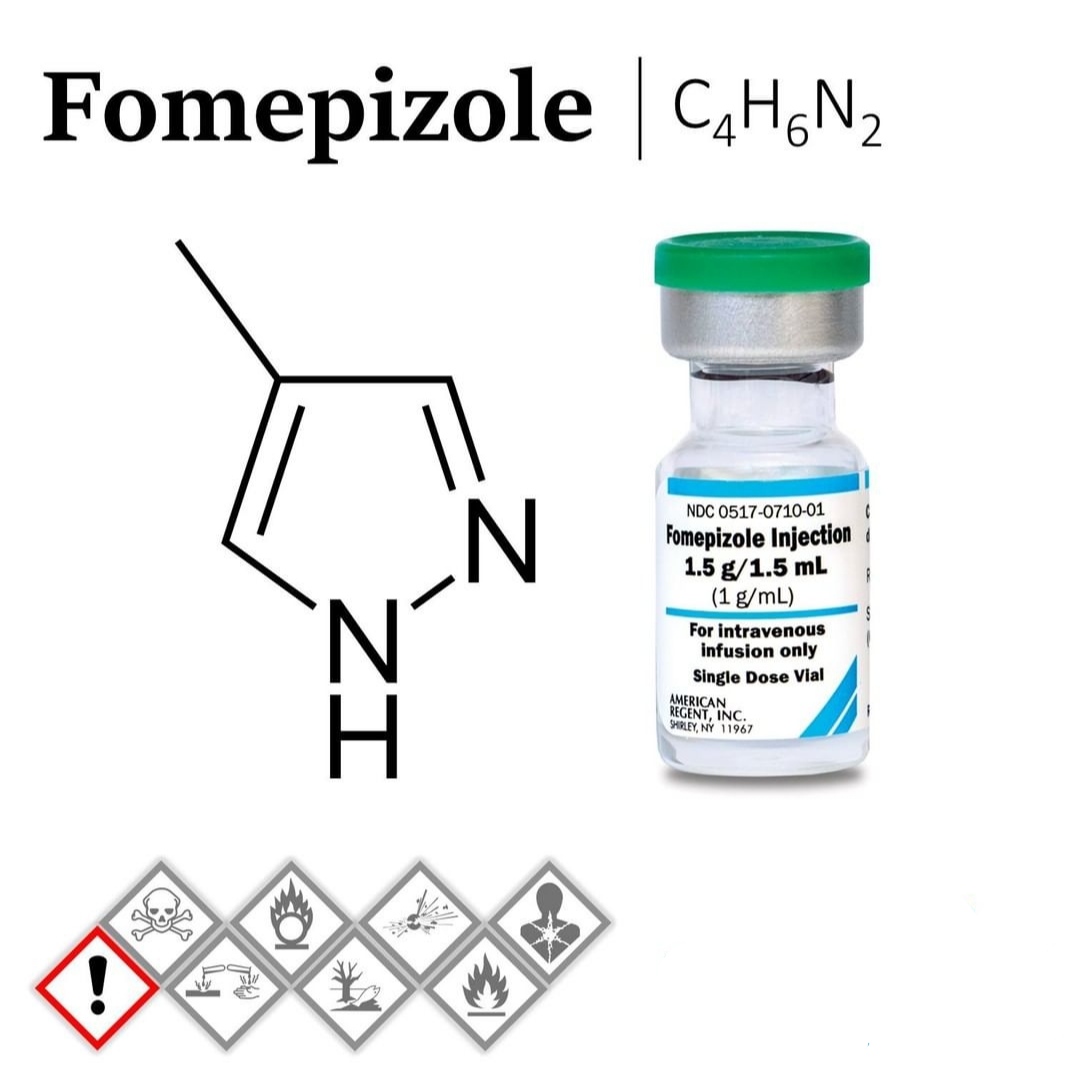 Fomepizole | C₄H₆N₂
N
N
H
NDC 0517-0710-01
Fomepizole Injection
1.5 g/1.5 mL
(1 g/mL)
For intravenous
infusion only
Single Dose Vial
AMERICAN
REGENT, INC.
SHIRLEY, NY 11967